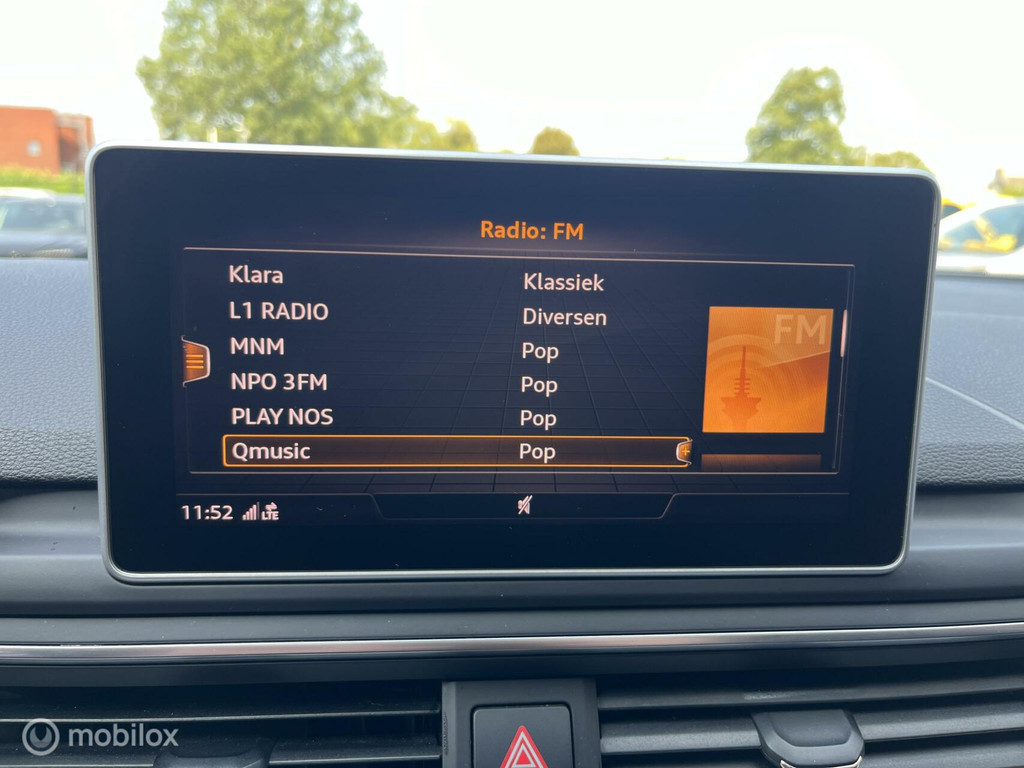 Radio: FM
Klara Klassiek
L1 RADIO Diversen
MNM Pop
NPO 3FM Pop
PLAY NOS Pop
Qmusic Pop
FM
11:52 LTE
mobilox